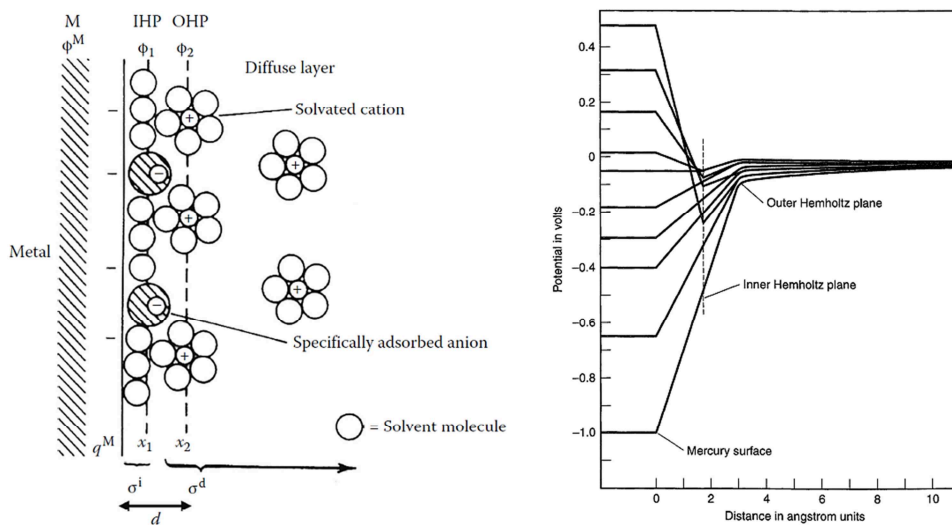 M IHP OHP
ϕᴹ ϕ₁ ϕ₂
Diffuse layer
Solvated cation
Metal
Specifically adsorbed anion
= Solvent molecule
qᴹ x₁ x₂
σⁱ σᵈ
d
− + +
− −
+
− +
− −
− +
Potential in volts
0.4
0.2
0
−0.2
−0.4
−0.6
−0.8
−1.0
Outer Hemholtz plane
Inner Hemholtz plane
Mercury surface
0 2 4 6 8 10
Distance in angstrom units